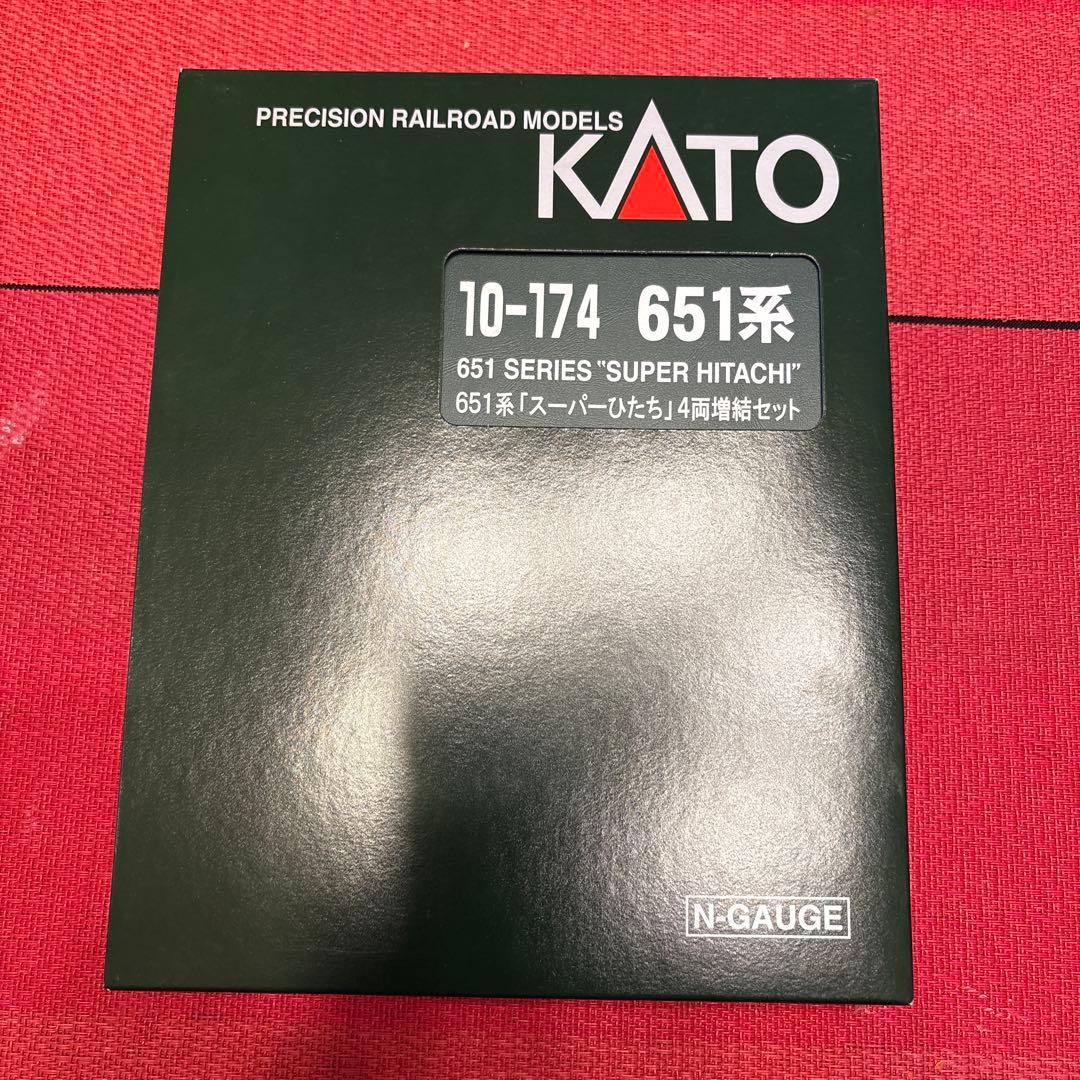 PRECISION RAILROAD MODELS
KATO
10-174 651系
651 SERIES "SUPER HITACHI"
651系「スーパーひたち」4両増結セット
N-GAUGE